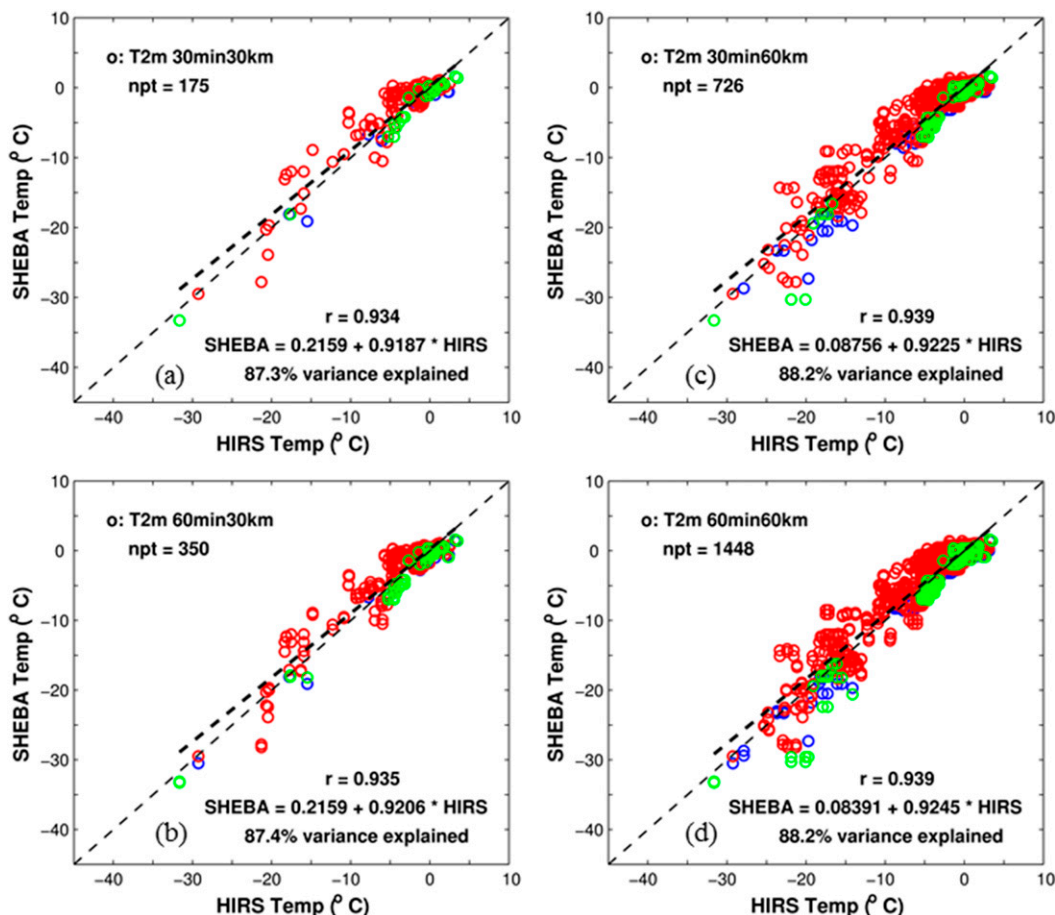 10
0
−10
−20
−30
−40
SHEBA Temp (° C)
o: T2m 30min30km
npt = 175
r = 0.934
SHEBA = 0.2159 + 0.9187 * HIRS
(a)
87.3% variance explained
−40
−30
−20
−10
0
10
HIRS Temp (° C)
10
0
−10
−20
−30
−40
SHEBA Temp (° C)
o: T2m 30min60km
npt = 726
r = 0.939
SHEBA = 0.08756 + 0.9225 * HIRS
(c)
88.2% variance explained
−40
−30
−20
−10
0
10
HIRS Temp (° C)
10
0
−10
−20
−30
−40
SHEBA Temp (° C)
o: T2m 60min30km
npt = 350
r = 0.935
SHEBA = 0.2159 + 0.9206 * HIRS
(b)
87.4% variance explained
−40
−30
−20
−10
0
10
HIRS Temp (° C)
10
0
−10
−20
−30
−40
SHEBA Temp (° C)
o: T2m 60min60km
npt = 1448
r = 0.939
SHEBA = 0.08391 + 0.9245 * HIRS
(d)
88.2% variance explained
−40
−30
−20
−10
0
10
HIRS Temp (° C)